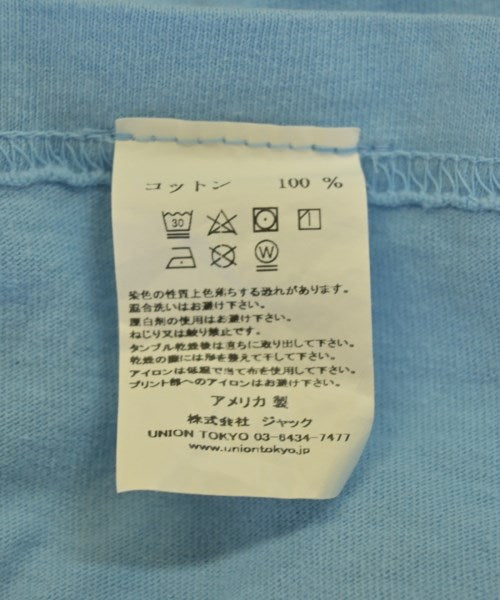 コットン 100 %
30
W
染色の性質上色落ちする恐れがあります。
混合洗いはお避け下さい。
漂白剤の使用はお避け下さい。
ねじり又は絞り禁止です。
タンブル乾燥後は直ちに取り出して下さい。
乾燥の際には形を整えて干して下さい。
アイロンは低温で当て布を使用して下さい。
プリント部へのアイロンはお避け下さい。
アメリカ 製
株式会社 ジャック
UNION TOKYO 03-6434-7477
www.uniontokyo.jp